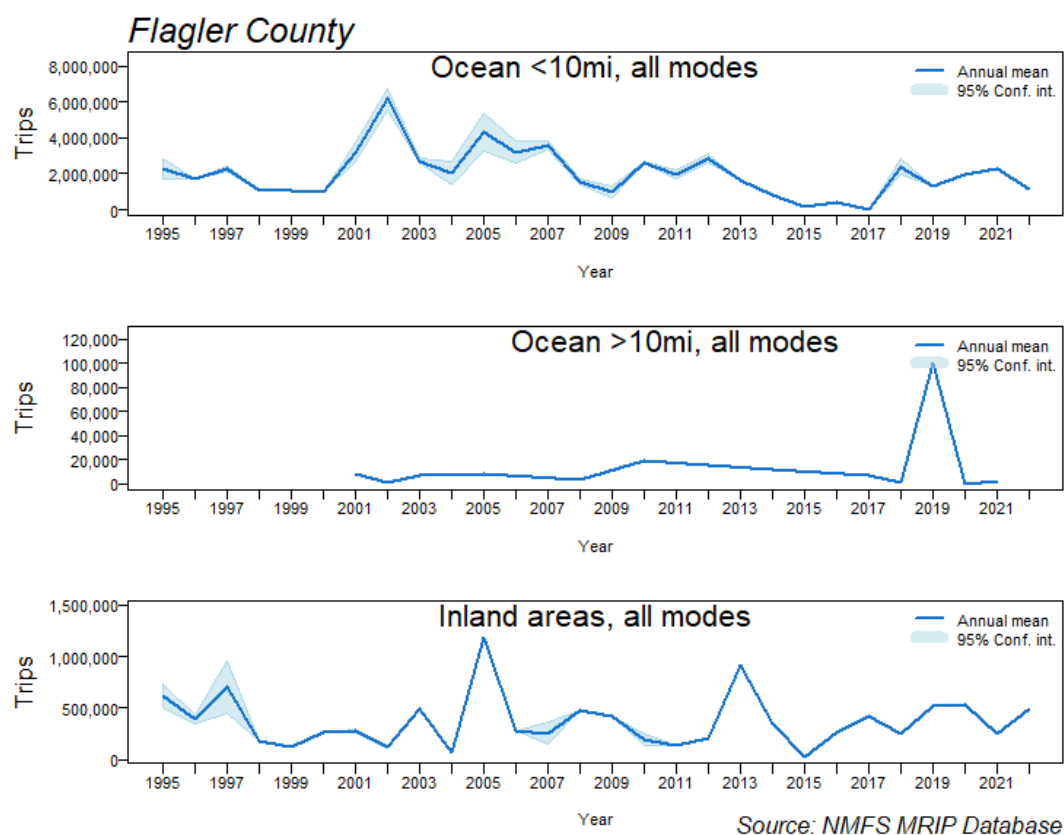 Flagler County
Ocean <10mi, all modes
Annual mean
95% Conf. int.
Trips
8,000,000
6,000,000
4,000,000
2,000,000
0
1995 1997 1999 2001 2003 2005 2007 2009 2011 2013 2015 2017 2019 2021
Year
Ocean >10mi, all modes
Annual mean
95% Conf. int.
Trips
120,000
100,000
80,000
60,000
40,000
20,000
0
1995 1997 1999 2001 2003 2005 2007 2009 2011 2013 2015 2017 2019 2021
Year
Inland areas, all modes
Annual mean
95% Conf. int.
Trips
1,500,000
1,000,000
500,000
0
1995 1997 1999 2001 2003 2005 2007 2009 2011 2013 2015 2017 2019 2021
Year
Source: NMFS MRIP Database